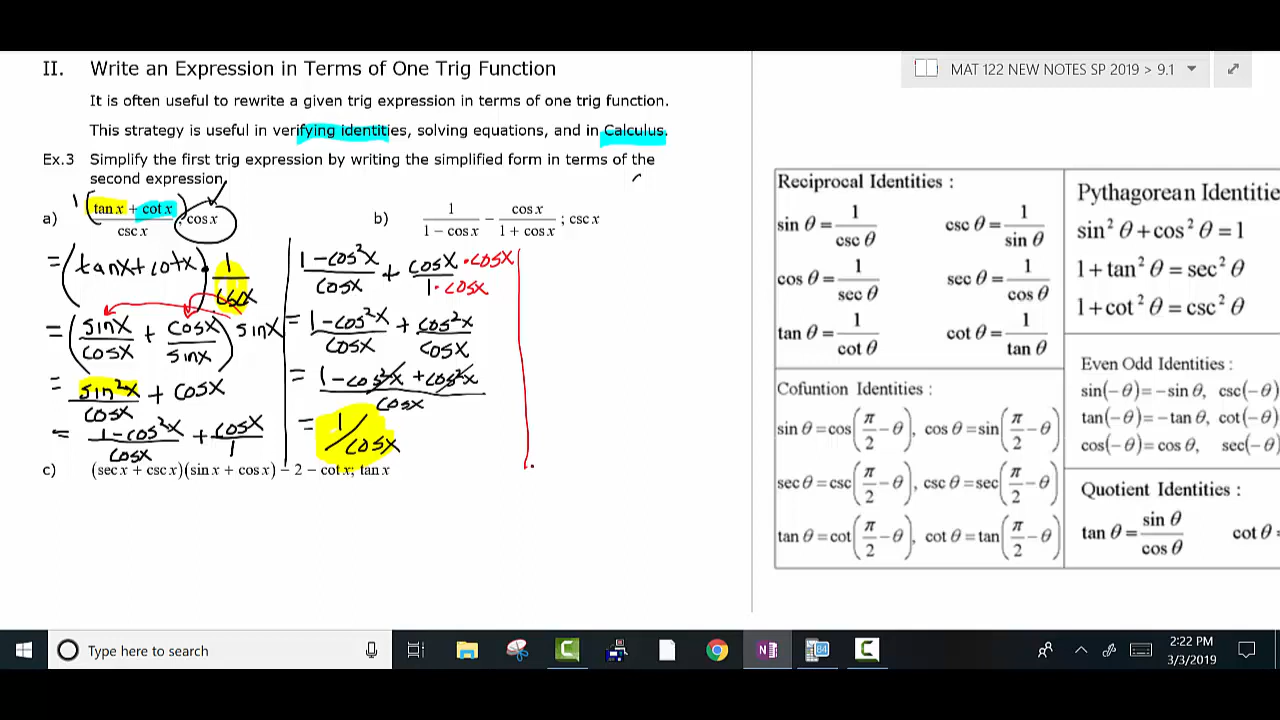 II. Write an Expression in Terms of One Trig Function
It is often useful to rewrite a given trig expression in terms of one trig function.
This strategy is useful in verifying identities, solving equations, and in Calculus.
Ex.3 Simplify the first trig expression by writing the simplified form in terms of the
second expression.
a) (tan x + cot x)/csc x ; cos x
= (tanx + cotx) · 1/cscx
= (sinx/cosx + cosx/sinx) sinx
= sin²x/cosx + cosx
= (1-cos²x)/cosx + cosx/1
b) 1/(1 − cos x) − cos x/(1 + cos x) ; csc x
(1-cos²x)/cosx + cosx·cosx/1·cosx
= (1-cos²x)/cosx + cos²x/cosx
= (1-cos²x+cos²x)/cosx
= 1/cosx
c) (sec x + csc x)(sin x + cos x) − 2 − cot x; tan x
MAT 122 NEW NOTES SP 2019 > 9.1
Reciprocal Identities :
sin θ = 1/csc θ csc θ = 1/sin θ
cos θ = 1/sec θ sec θ = 1/cos θ
tan θ = 1/cot θ cot θ = 1/tan θ
Cofuntion Identities :
sin θ = cos(π/2 − θ), cos θ = sin(π/2 − θ)
sec θ = csc(π/2 − θ), csc θ = sec(π/2 − θ)
tan θ = cot(π/2 − θ), cot θ = tan(π/2 − θ)
Pythagorean Identitie
sin² θ + cos² θ = 1
1 + tan² θ = sec² θ
1 + cot² θ = csc² θ
Even Odd Identities :
sin(−θ) = −sin θ, csc(−θ)
tan(−θ) = −tan θ, cot(−θ)
cos(−θ) = cos θ, sec(−θ)
Quotient Identities :
tan θ = sin θ/cos θ cot θ =
Type here to search
84
2:22 PM
3/3/2019